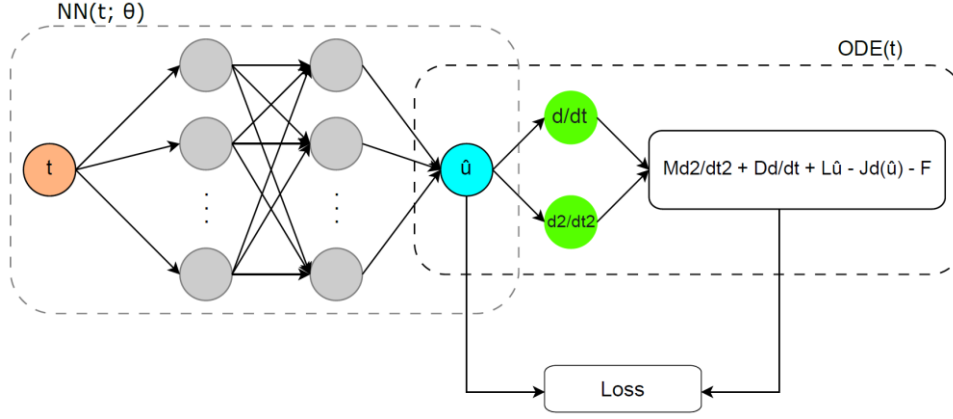 NN(t; θ)
ODE(t)
d/dt
t
û
Md2/dt2 + Dd/dt + Lû - Jd(û) - F
⋮
⋮
d2/dt2
Loss